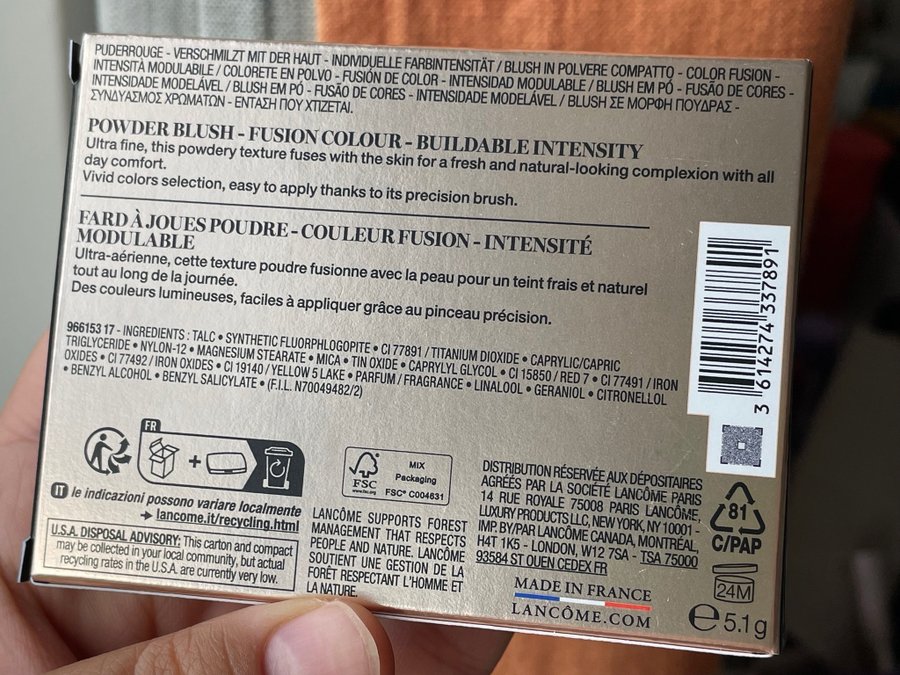 PUDERROUGE - VERSCHMILZT MIT DER HAUT - INDIVIDUELLE FARBINTENSITÄT / BLUSH IN POLVERE COMPATTO - COLOR FUSION -
INTENSITÀ MODULABILE / COLORETE EN POLVO - FUSIÓN DE COLOR - INTENSIDAD MODULABLE / BLUSH EM PÓ - FUSÃO DE CORES -
INTENSIDADE MODELÁVEL / BLUSH EM PÓ - FUSÃO DE CORES - INTENSIDADE MODELÁVEL / BLUSH ΣΕ ΜΟΡΦΗ ΠΟΥΔΡΑΣ -
ΣΥΝΔΥΑΣΜΟΣ ΧΡΩΜΑΤΩΝ - ΕΝΤΑΣΗ ΠΟΥ ΧΤΙΖΕΤΑΙ.
POWDER BLUSH - FUSION COLOUR - BUILDABLE INTENSITY
Ultra fine, this powdery texture fuses with the skin for a fresh and natural-looking complexion with all
day comfort.
Vivid colors selection, easy to apply thanks to its precision brush.
FARD À JOUES POUDRE - COULEUR FUSION - INTENSITÉ
MODULABLE
Ultra-aérienne, cette texture poudre fusionne avec la peau pour un teint frais et naturel
tout au long de la journée.
Des couleurs lumineuses, faciles à appliquer grâce au pinceau précision.
966153 17 - INGREDIENTS : TALC • SYNTHETIC FLUORPHLOGOPITE • CI 77891 / TITANIUM DIOXIDE • CAPRYLIC/CAPRIC
TRIGLYCERIDE • NYLON-12 • MAGNESIUM STEARATE • MICA • TIN OXIDE • CAPRYLYL GLYCOL • CI 15850 / RED 7 • CI 77491 / IRON
OXIDES • CI 77492 / IRON OXIDES • CI 19140 / YELLOW 5 LAKE • PARFUM / FRAGRANCE • LINALOOL • GERANIOL • CITRONELLOL
• BENZYL ALCOHOL • BENZYL SALICYLATE • (F.I.L. N70049482/2)
3 614274 337891
FR
+
IT le indicazioni possono variare localmente
➔ lancome.it/recycling.html
U.S.A. DISPOSAL ADVISORY: This carton and compact
may be collected in your local community, but actual
recycling rates in the U.S.A. are currently very low.
FSC
www.fsc.org
MIX
Packaging
FSC® C004631
LANCÔME SUPPORTS FOREST
MANAGEMENT THAT RESPECTS
PEOPLE AND NATURE. LANCÔME
SOUTIENT UNE GESTION DE LA
FORÊT RESPECTANT L'HOMME ET
LA NATURE.
DISTRIBUTION RÉSERVÉE AUX DÉPOSITAIRES
AGRÉÉS PAR LA SOCIÉTÉ LANCÔME PARIS
14 RUE ROYALE 75008 PARIS LANCÔME,
LUXURY PRODUCTS LLC, NEW YORK, NY 10001 -
IMP BY/PAR LANCÔME CANADA, MONTRÉAL,
H4T 1K5 - LONDON, W12 7SA - TSA 75000
93584 ST OUEN CEDEX FR
MADE IN FRANCE
LANCÔME.COM
81
C/PAP
24M
e 5.1 g